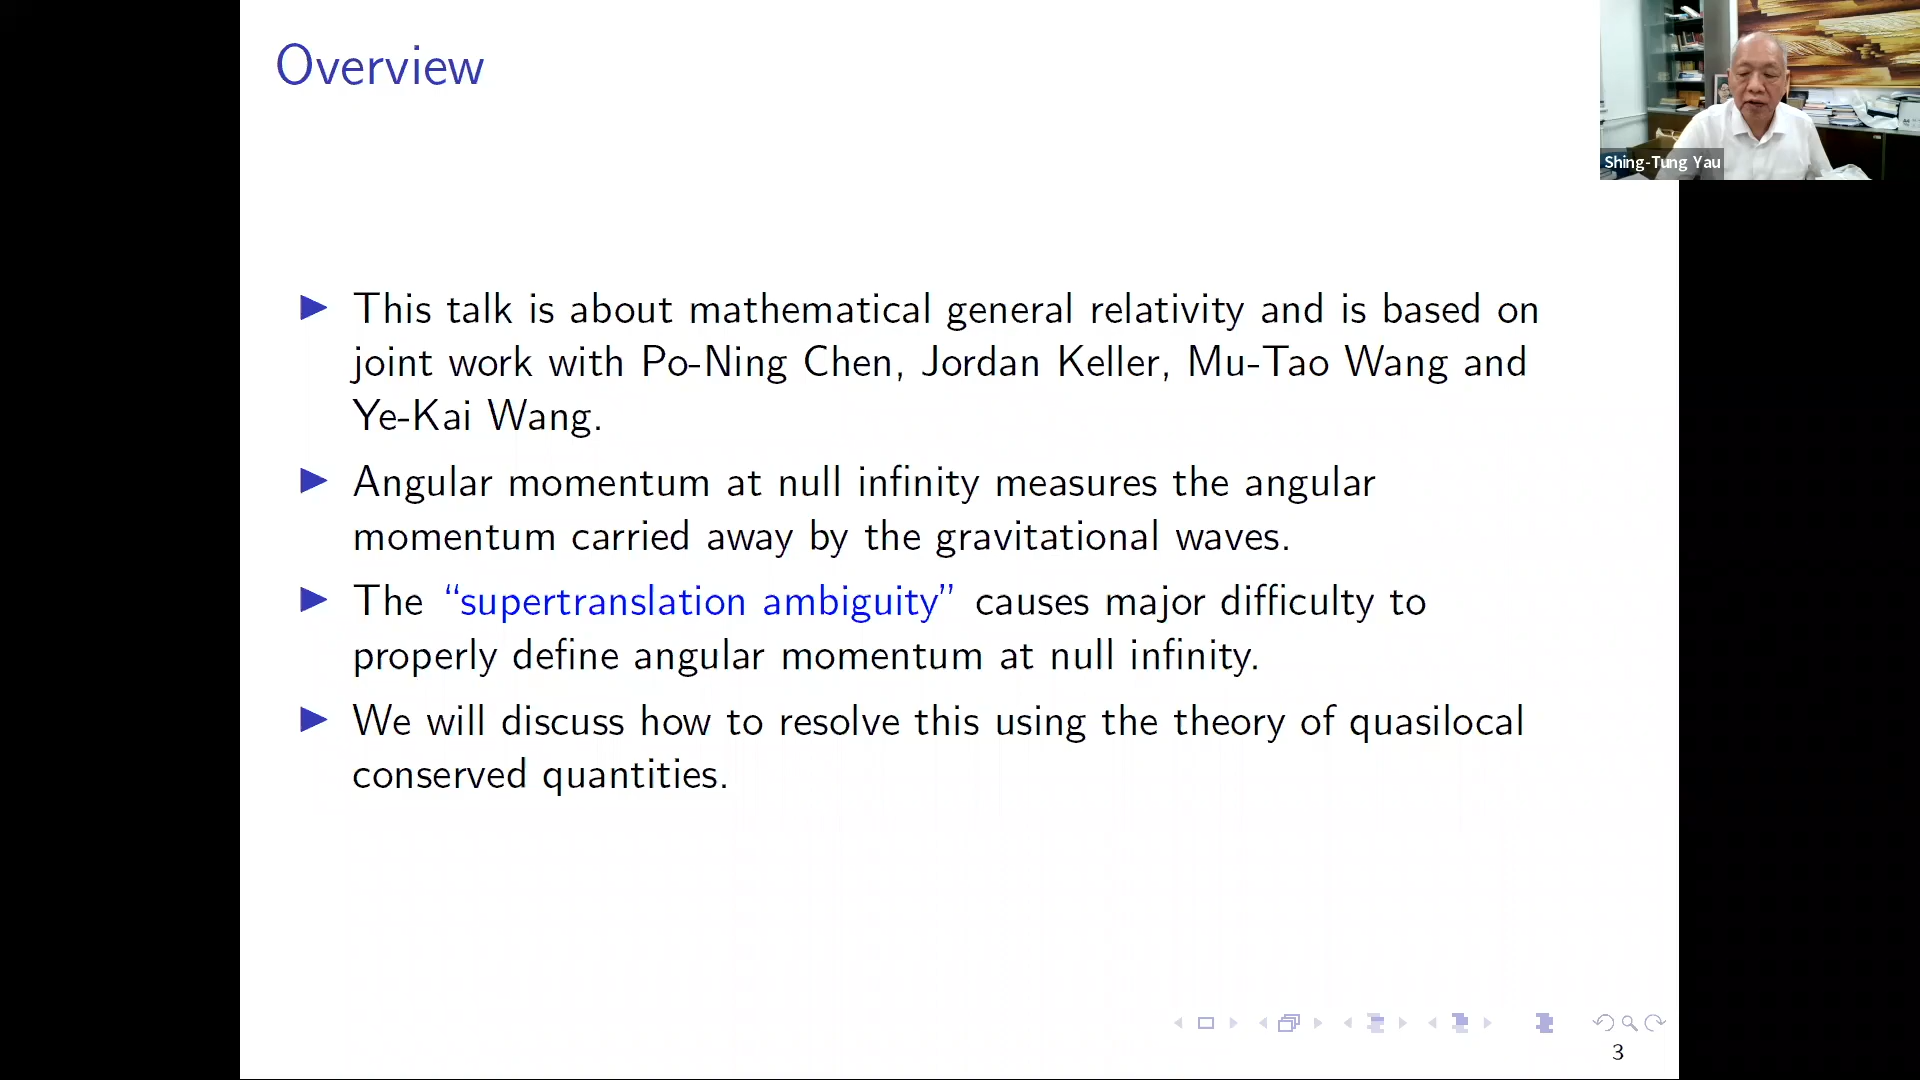 Overview
Shing-Tung Yau
This talk is about mathematical general relativity and is based on
joint work with Po-Ning Chen, Jordan Keller, Mu-Tao Wang and
Ye-Kai Wang.
Angular momentum at null infinity measures the angular
momentum carried away by the gravitational waves.
The “supertranslation ambiguity” causes major difficulty to
properly define angular momentum at null infinity.
We will discuss how to resolve this using the theory of quasilocal
conserved quantities.
3